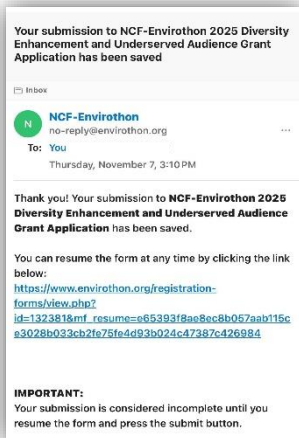 Your submission to NCF-Envirothon 2025 Diversity
Enhancement and Underserved Audience Grant
Application has been saved
Inbox
N
NCF-Envirothon
no-reply@envirothon.org
...
To: You
Thursday, November 7, 3:10 PM
Thank you! Your submission to NCF-Envirothon 2025
Diversity Enhancement and Underserved Audience
Grant Application has been saved.
You can resume the form at any time by clicking the link
below:
https://www.envirothon.org/registration-
forms/view.php?
id=132381&mf_resume=e65393f8ae8ec8b057aab115c
e3028b033cb2fe75fe4d93b024c47387c426984
IMPORTANT:
Your submission is considered incomplete until you
resume the form and press the submit button.